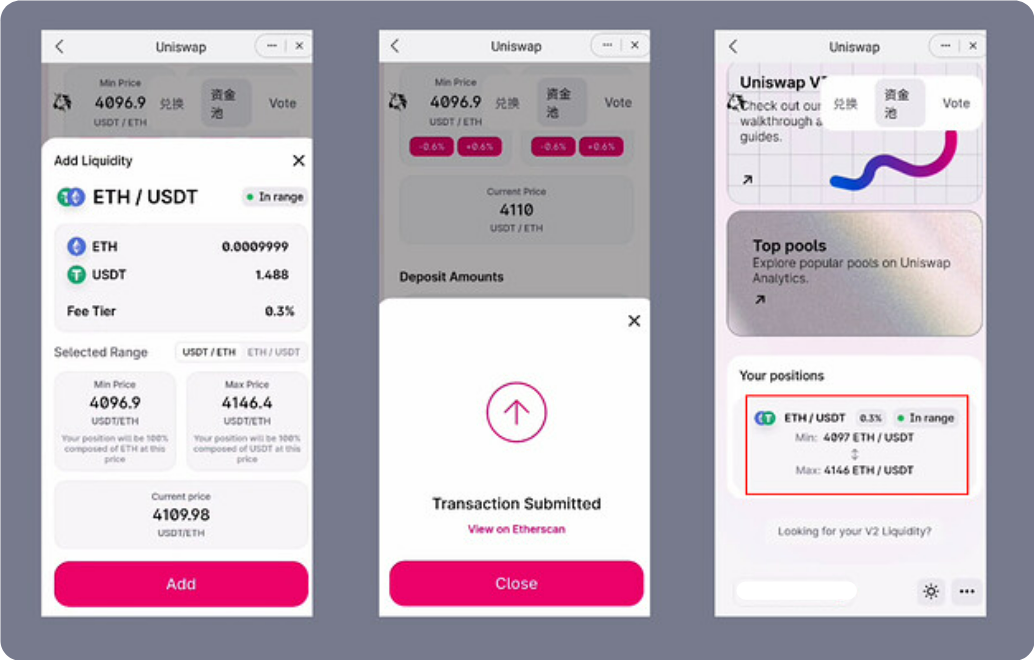 Uniswap
Min Price
4096.9
兑换
资金
池
Vote
USDT / ETH
Add Liquidity
ETH / USDT
In range
ETH
0.0009999
USDT
1.488
Fee Tier
0.3%
Selected Range
USDT / ETH
ETH / USDT
Min Price
4096.9
USDT/ETH
Your position will be 100%
composed of ETH at this
price
Max Price
4146.4
USDT/ETH
Your position will be 100%
composed of USDT at this
price
Current price
4109.98
USDT/ETH
Add
Uniswap
Min Price
4096.9
兑换
资金
池
Vote
USDT / ETH
-0.6%
+0.6%
-0.6%
+0.6%
Current Price
4110
USDT / ETH
Deposit Amounts
Transaction Submitted
View on Etherscan
Close
Uniswap
Uniswap
兑换
资金
池
Vote
Check out our
walkthrough
guides.
Top pools
Explore popular pools on Uniswap
Analytics.
Your positions
ETH / USDT
0.3%
In range
Min: 4097 ETH / USDT
Max: 4146 ETH / USDT
Looking for your V2 Liquidity?